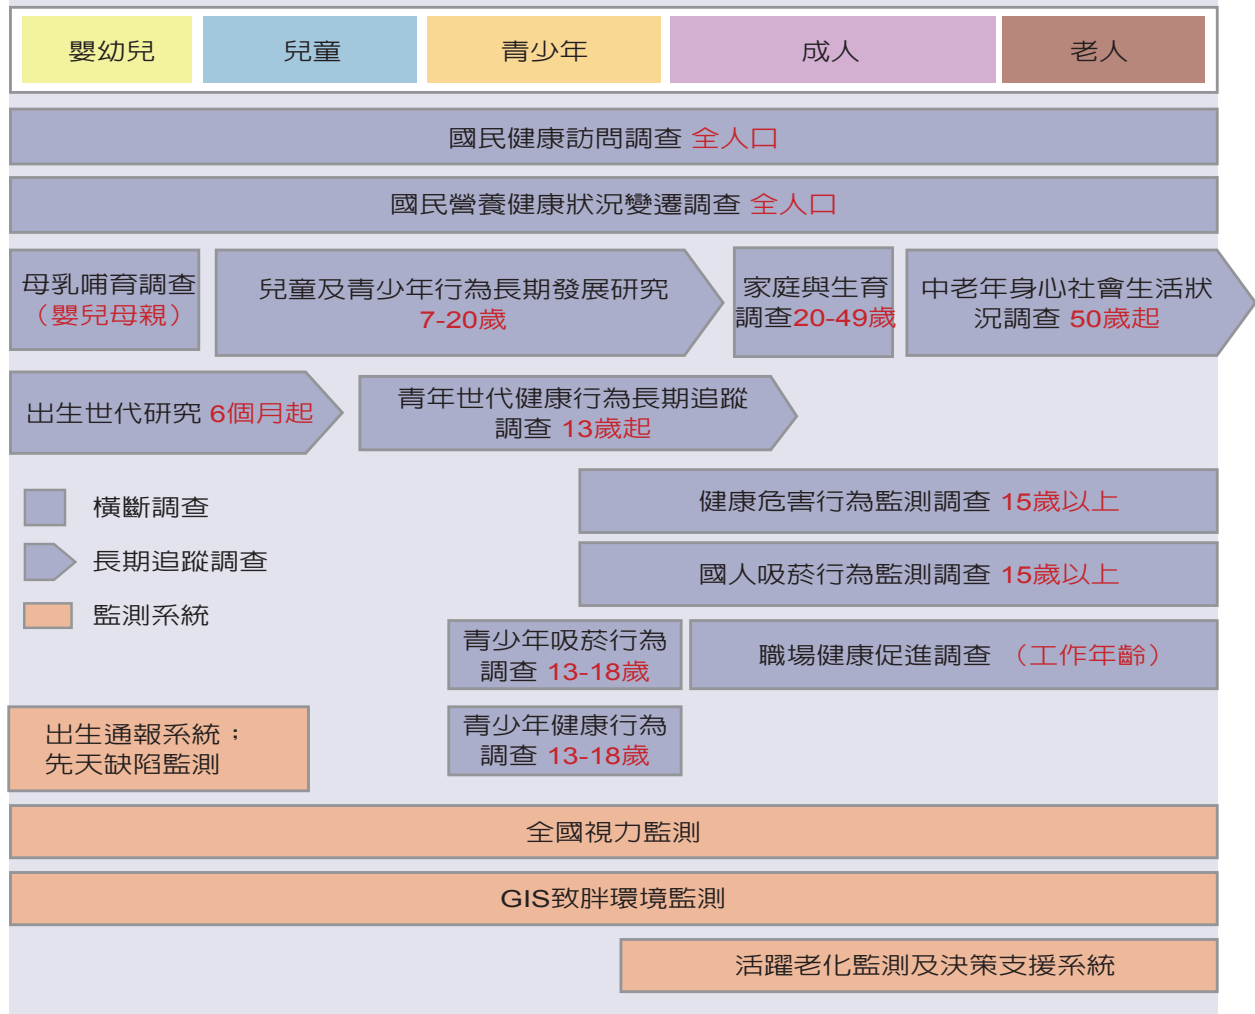 嬰幼兒
兒童
青少年
成人
老人
國民健康訪問調查 全人口
國民營養健康狀況變遷調查 全人口
母乳哺育調查
（嬰兒母親）
兒童及青少年行為長期發展研究
7-20歲
家庭與生育
調查20-49歲
中老年身心社會生活狀
況調查 50歲起
出生世代研究 6個月起
青年世代健康行為長期追蹤
調查 13歲起
橫斷調查
長期追蹤調查
監測系統
健康危害行為監測調查 15歲以上
國人吸菸行為監測調查 15歲以上
青少年吸菸行為
調查 13-18歲
職場健康促進調查 （工作年齡）
出生通報系統；
先天缺陷監測
青少年健康行為
調查 13-18歲
全國視力監測
GIS致胖環境監測
活躍老化監測及決策支援系統